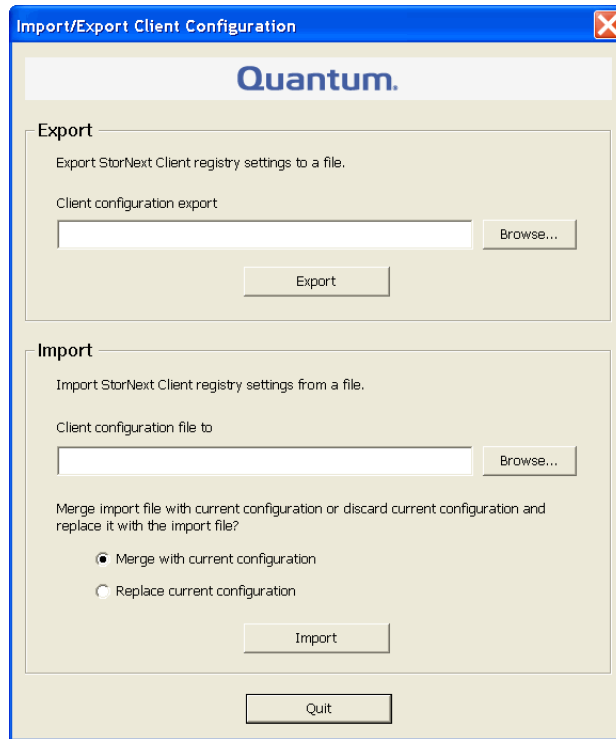 Import/Export Client Configuration
Quantum.
Export
Export StorNext Client registry settings to a file.
Client configuration export
Browse...
Export
Import
Import StorNext Client registry settings from a file.
Client configuration file to
Browse...
Merge import file with current configuration or discard current configuration and
replace it with the import file?
Merge with current configuration
Replace current configuration
Import
Quit